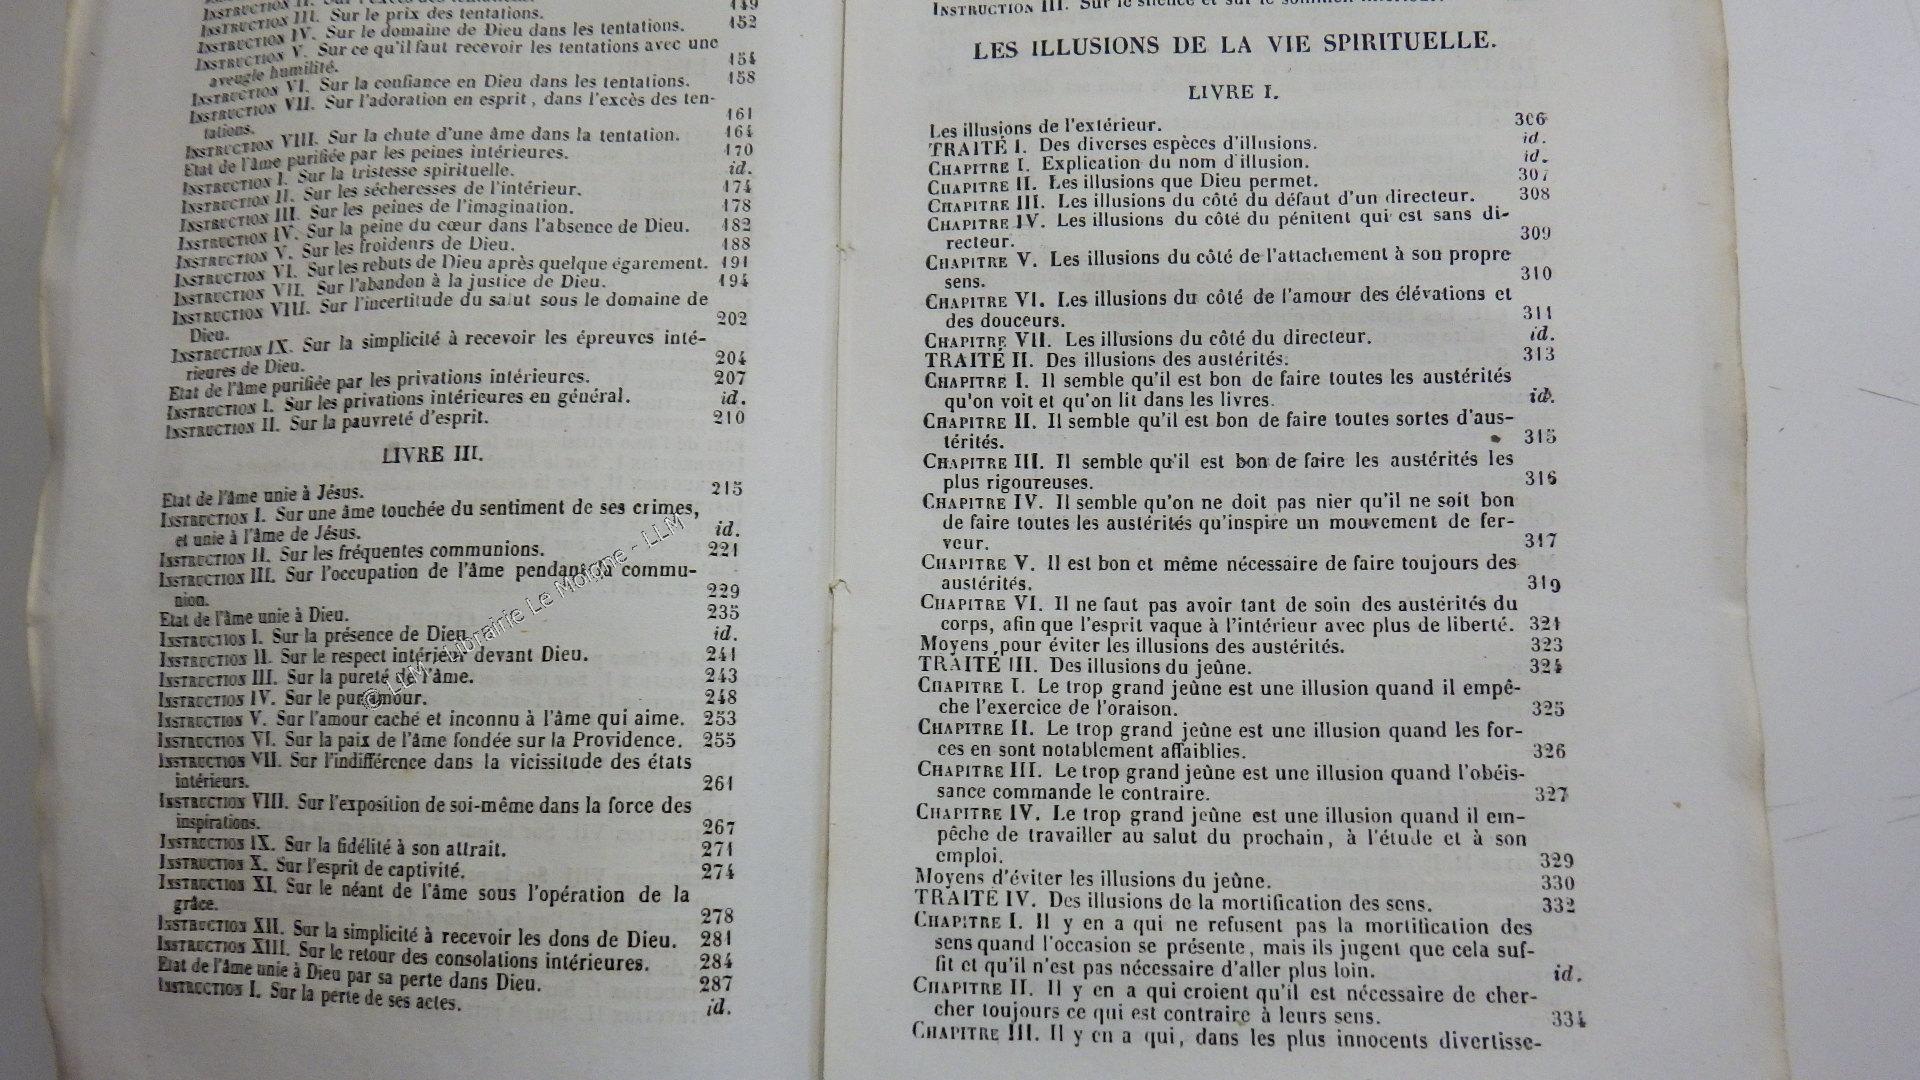 INSTRUCTION III. Sur le prix des tentations. 149
INSTRUCTION IV. Sur le domaine de Dieu dans les tentations. 152
INSTRUCTION V. Sur ce qu'il faut recevoir les tentations avec une
aveugle humilité. 154
INSTRUCTION VI. Sur la confiance en Dieu dans les tentations. 158
INSTRUCTION VII. Sur l'adoration en esprit, dans l'excès des ten-
tations. 161
INSTRUCTION VIII. Sur la chute d'une âme dans la tentation. 164
Etat de l'âme purifiée par les peines intérieures. 170
INSTRUCTION I. Sur la tristesse spirituelle. id.
INSTRUCTION II. Sur les sécheresses de l'intérieur. 174
INSTRUCTION III. Sur les peines de l'imagination. 178
INSTRUCTION IV. Sur la peine du cœur dans l'absence de Dieu. 182
INSTRUCTION V. Sur les froideurs de Dieu. 188
INSTRUCTION VI. Sur les rebuts de Dieu après quelque égarement. 191
INSTRUCTION VII. Sur l'abandon à la justice de Dieu. 194
INSTRUCTION VIII. Sur l'incertitude du salut sous le domaine de
Dieu. 202
INSTRUCTION IX. Sur la simplicité à recevoir les épreuves inté-
rieures de Dieu. 204
Etat de l'âme purifiée par les privations intérieures. 207
INSTRUCTION I. Sur les privations intérieures en général. id.
INSTRUCTION II. Sur la pauvreté d'esprit. 210
LIVRE III.
Etat de l'âme unie à Jésus. 215
INSTRUCTION I. Sur une âme touchée du sentiment de ses crimes,
et unie à l'âme de Jésus. id.
INSTRUCTION II. Sur les fréquentes communions. 221
INSTRUCTION III. Sur l'occupation de l'âme pendant la commu-
nion. 229
Etat de l'âme unie à Dieu. 235
INSTRUCTION I. Sur la présence de Dieu. id.
INSTRUCTION II. Sur le respect intérieur devant Dieu. 241
INSTRUCTION III. Sur la pureté de l'âme. 243
INSTRUCTION IV. Sur le pur amour. 248
INSTRUCTION V. Sur l'amour caché et inconnu à l'âme qui aime. 253
INSTRUCTION VI. Sur la paix de l'âme fondée sur la Providence. 255
INSTRUCTION VII. Sur l'indifférence dans la vicissitude des états
intérieurs. 261
INSTRUCTION VIII. Sur l'exposition de soi-même dans la force des
inspirations. 267
INSTRUCTION IX. Sur la fidélité à son attrait. 271
INSTRUCTION X. Sur l'esprit de captivité. 274
INSTRUCTION XI. Sur le néant de l'âme sous l'opération de la
grâce. 278
INSTRUCTION XII. Sur la simplicité à recevoir les dons de Dieu. 281
INSTRUCTION XIII. Sur le retour des consolations intérieures. 284
Etat de l'âme unie à Dieu par sa perte dans Dieu. 287
INSTRUCTION I. Sur la perte de ses actes. id.
© LLM - Librairie Le Moigne - LLM
INSTRUCTION III. Sur le silence et sur le sommeil intérieur.
LES ILLUSIONS DE LA VIE SPIRITUELLE.
LIVRE I.
Les illusions de l'extérieur. 306
TRAITÉ I. Des diverses espèces d'illusions. id.
CHAPITRE I. Explication du nom d'illusion. id.
CHAPITRE II. Les illusions que Dieu permet. 307
CHAPITRE III. Les illusions du côté du défaut d'un directeur. 308
CHAPITRE IV. Les illusions du côté du pénitent qui est sans di-
recteur. 309
CHAPITRE V. Les illusions du côté de l'attachement à son propre
sens. 310
CHAPITRE VI. Les illusions du côté de l'amour des élévations et
des douceurs. 311
CHAPITRE VII. Les illusions du côté du directeur. id.
TRAITÉ II. Des illusions des austérités. 313
CHAPITRE I. Il semble qu'il est bon de faire toutes les austérités
qu'on voit et qu'on lit dans les livres. id.
CHAPITRE II. Il semble qu'il est bon de faire toutes sortes d'aus-
térités. 315
CHAPITRE III. Il semble qu'il est bon de faire les austérités les
plus rigoureuses. 316
CHAPITRE IV. Il semble qu'on ne doit pas nier qu'il ne soit bon
de faire toutes les austérités qu'inspire un mouvement de fer-
veur. 317
CHAPITRE V. Il est bon et même nécessaire de faire toujours des
austérités. 319
CHAPITRE VI. Il ne faut pas avoir tant de soin des austérités du
corps, afin que l'esprit vaque à l'intérieur avec plus de liberté. 321
Moyens pour éviter les illusions des austérités. 323
TRAITÉ III. Des illusions du jeûne. 324
CHAPITRE I. Le trop grand jeûne est une illusion quand il empê-
che l'exercice de l'oraison. 325
CHAPITRE II. Le trop grand jeûne est une illusion quand les for-
ces en sont notablement affaiblies. 326
CHAPITRE III. Le trop grand jeûne est une illusion quand l'obéis-
sance commande le contraire. 327
CHAPITRE IV. Le trop grand jeûne est une illusion quand il em-
pêche de travailler au salut du prochain, à l'étude et à son
emploi. 329
Moyens d'éviter les illusions du jeûne. 330
TRAITÉ IV. Des illusions de la mortification des sens. 332
CHAPITRE I. Il y en a qui ne refusent pas la mortification des
sens quand l'occasion se présente, mais ils jugent que cela suf-
fit et qu'il n'est pas nécessaire d'aller plus loin. id.
CHAPITRE II. Il y en a qui croient qu'il est nécessaire de cher-
cher toujours ce qui est contraire à leurs sens. 334
CHAPITRE III. Il y en a qui, dans les plus innocents divertisse-